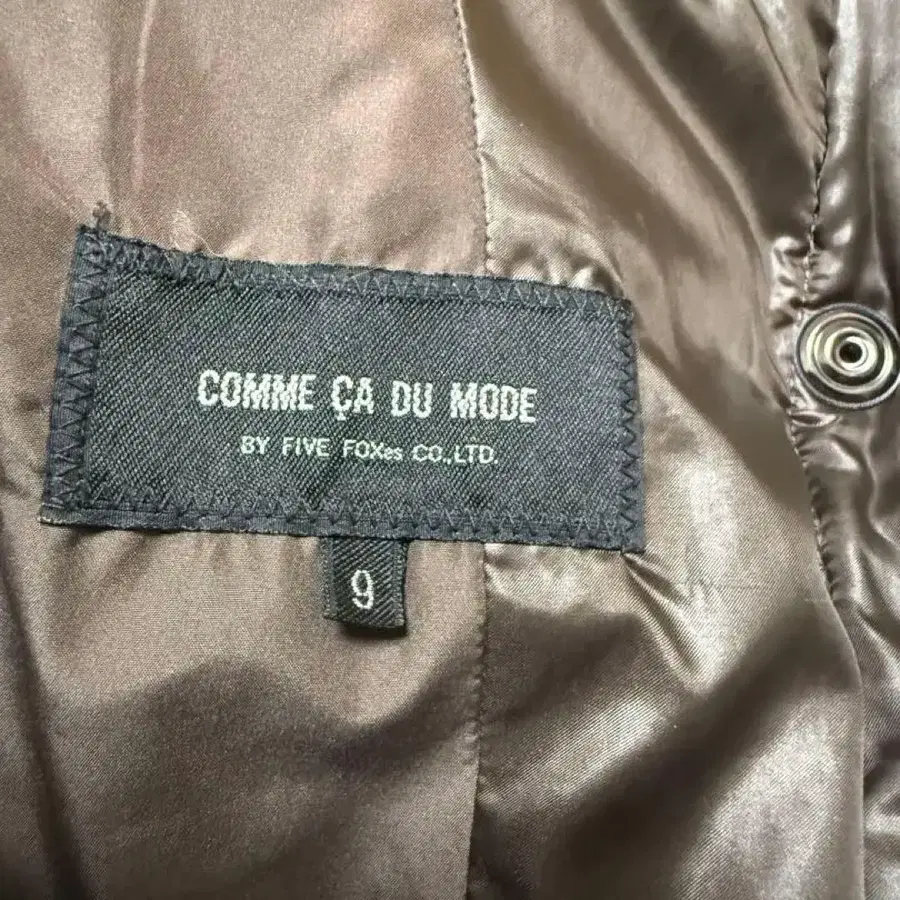 COMME ÇA DU MODE
BY FIVE FOXes CO.,LTD.
9